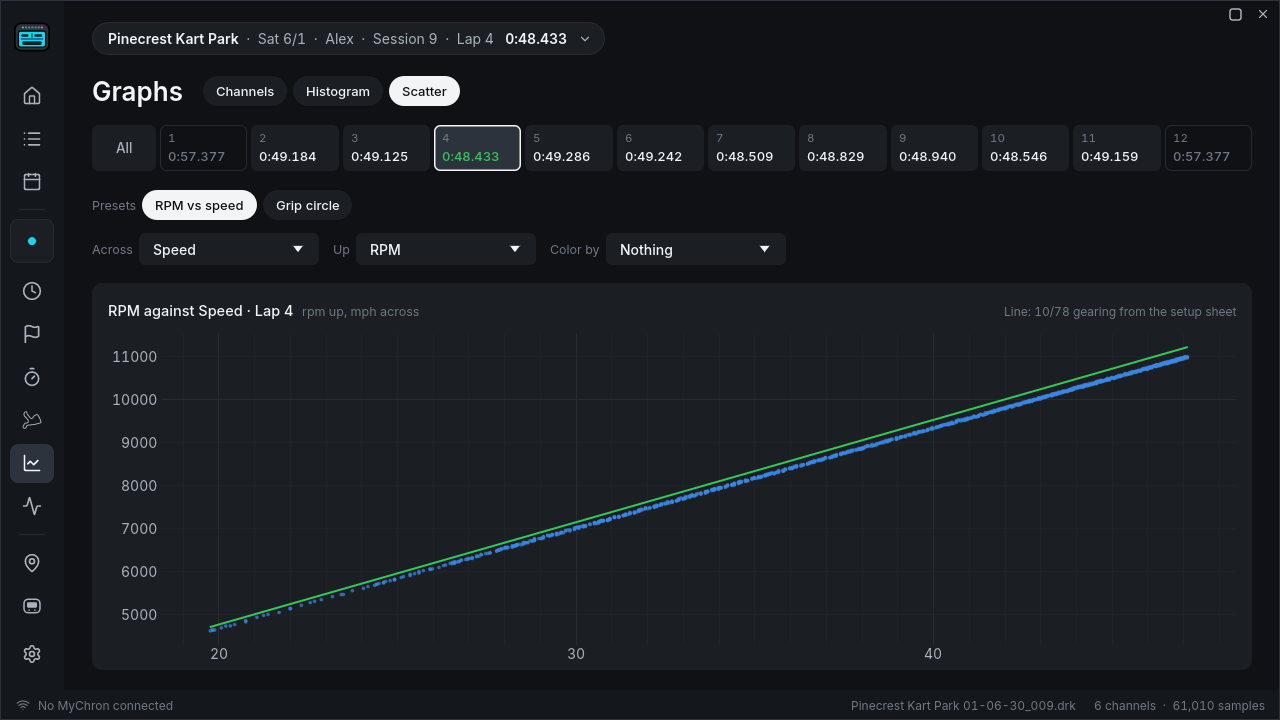 Pinecrest Kart Park · Sat 6/1 · Alex · Session 9 · Lap 4 0:48.433
Graphs
Channels
Histogram
Scatter
All
1
0:57.377
2
0:49.184
3
0:49.125
4
0:48.433
5
0:49.286
6
0:49.242
7
0:48.509
8
0:48.829
9
0:48.940
10
0:48.546
11
0:49.159
12
0:57.377
Presets
RPM vs speed
Grip circle
Across
Speed
Up
RPM
Color by
Nothing
RPM against Speed · Lap 4 rpm up, mph across
Line: 10/78 gearing from the setup sheet
11000
10000
9000
8000
7000
6000
5000
20
30
40
No MyChron connected
Pinecrest Kart Park 01-06-30_009.drk
6 channels · 61,010 samples